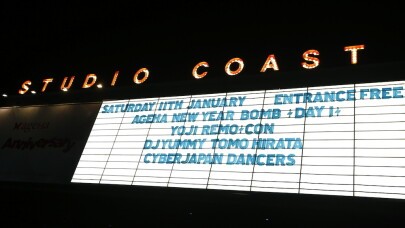 STUDIO COAST
SATURDAY 11TH JANUARY ENTRANCE FREE
AGEHA NEW YEAR BOMB +DAY 1+
YOJI REMO+CON
DJ YUMMY TOMO HIRATA
CYBERJAPAN DANCERS
Anniversary